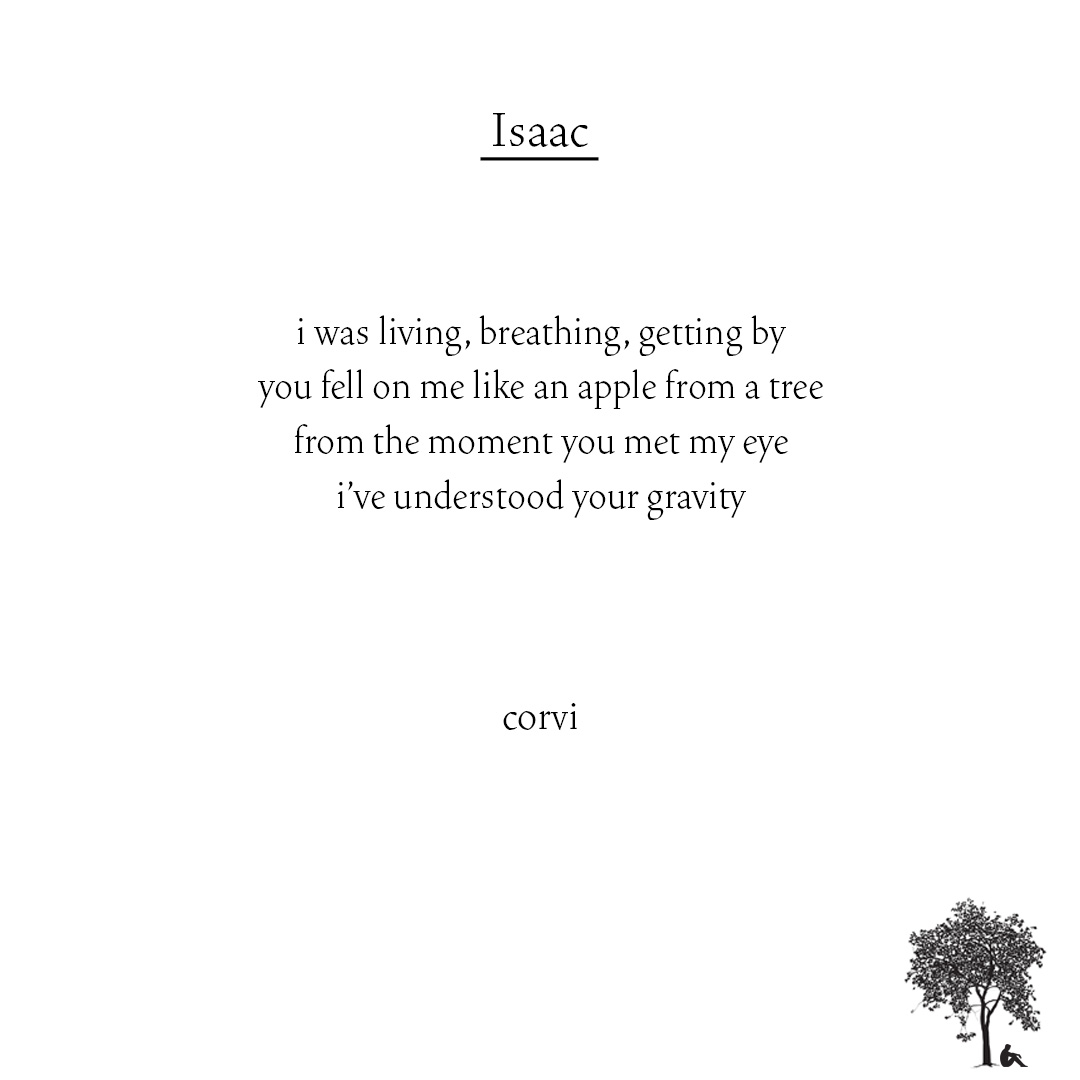 Isaac
i was living, breathing, getting by
you fell on me like an apple from a tree
from the moment you met my eye
i’ve understood your gravity
corvi